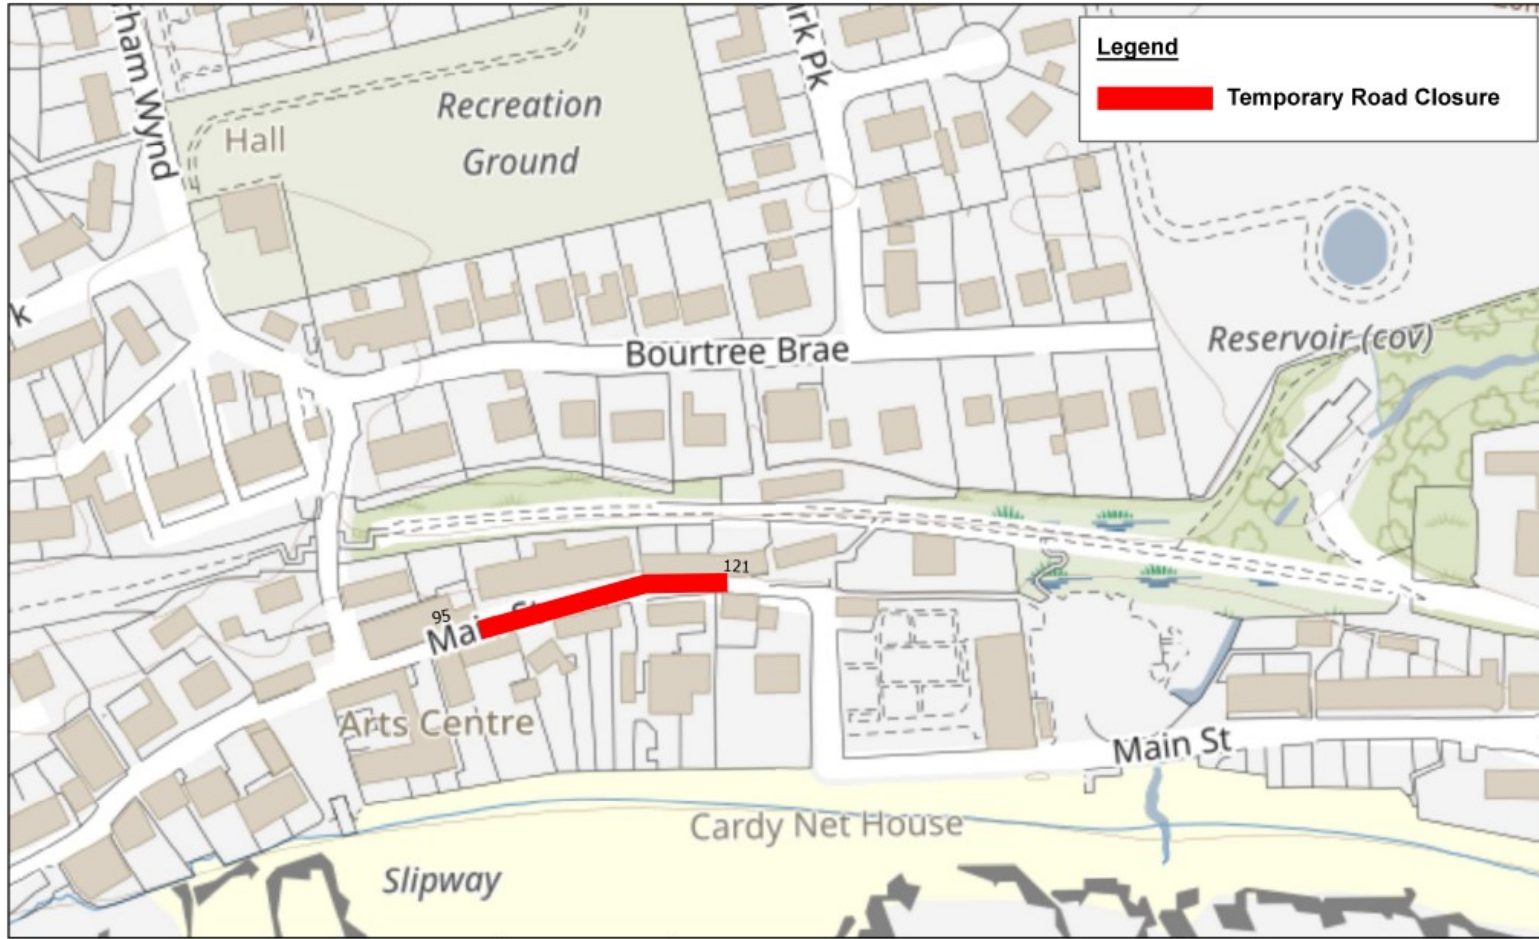 Legend
Temporary Road Closure
Recreation
Ground
Hall
Bourtree Brae
Reservoir (cov)
121
95
Arts Centre
Main St
Cardy Net House
Slipway